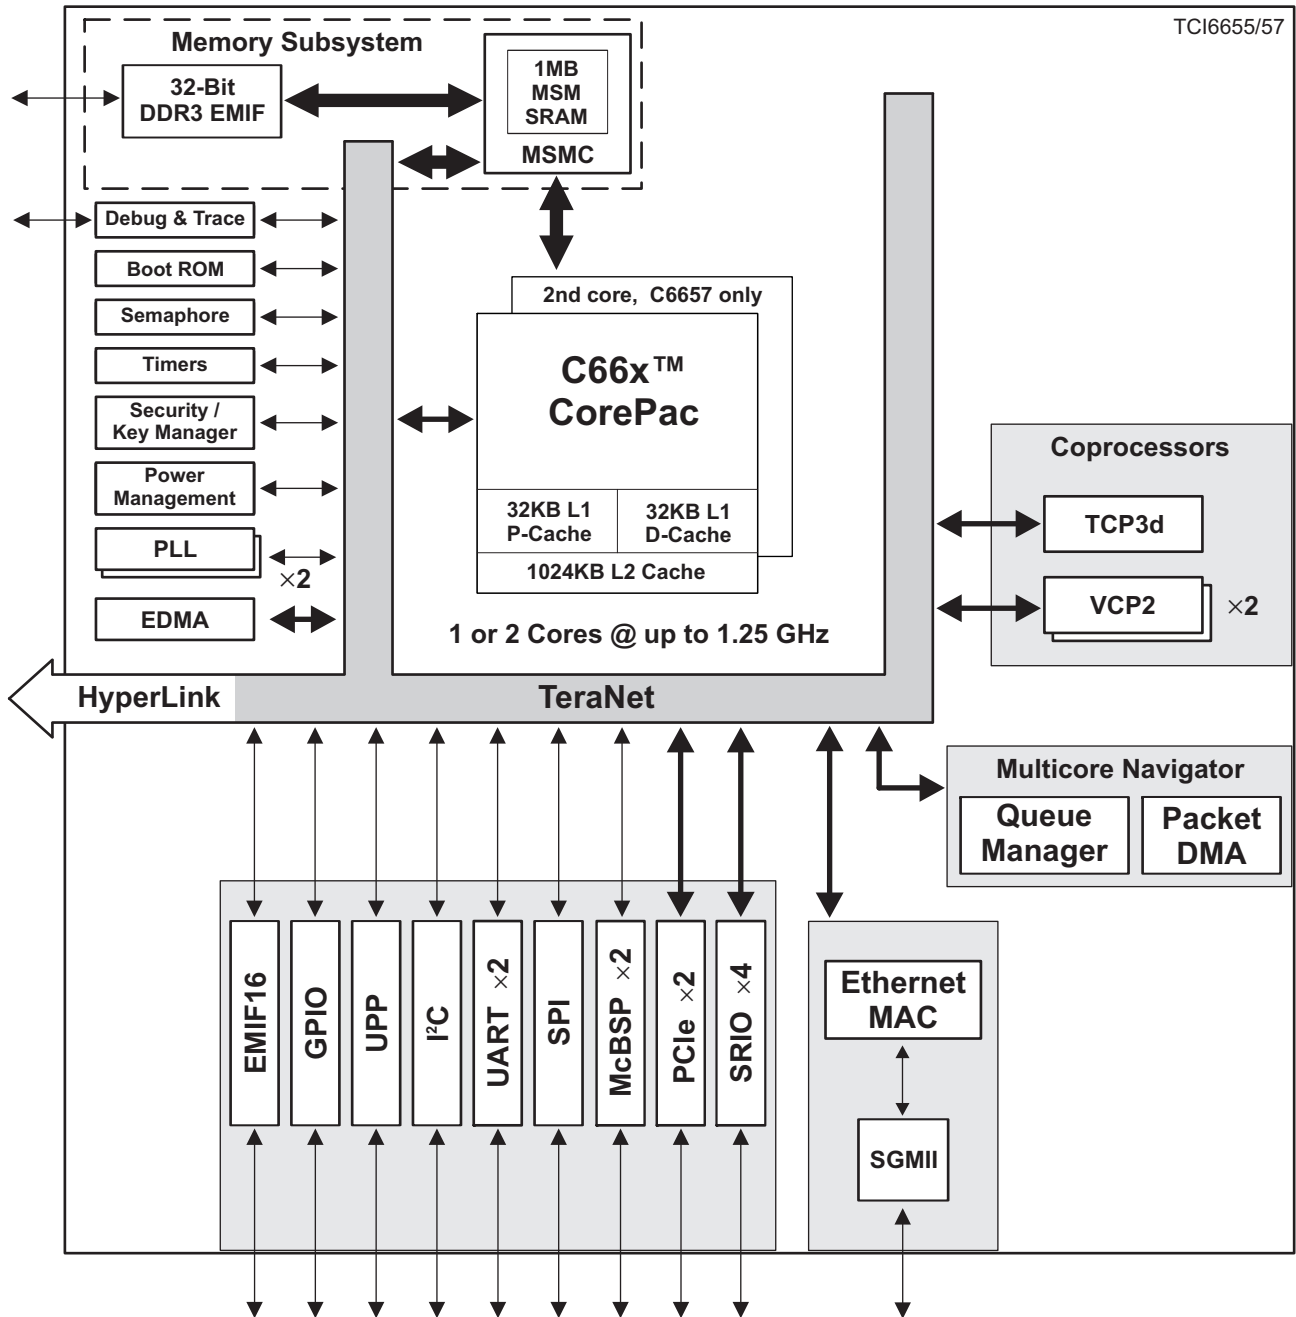 TCI6655/57
Memory Subsystem
32-Bit
DDR3 EMIF
1MB
MSM
SRAM
MSMC
Debug & Trace
Boot ROM
Semaphore
Timers
Security /
Key Manager
Power
Management
PLL
×2
EDMA
2nd core, C6657 only
C66x™
CorePac
32KB L1
P-Cache
32KB L1
D-Cache
1024KB L2 Cache
1 or 2 Cores @ up to 1.25 GHz
Coprocessors
TCP3d
VCP2
×2
HyperLink
TeraNet
Multicore Navigator
Queue
Manager
Packet
DMA
EMIF16
GPIO
UPP
I²C
UART ×2
SPI
McBSP ×2
PCIe ×2
SRIO ×4
Ethernet
MAC
SGMII